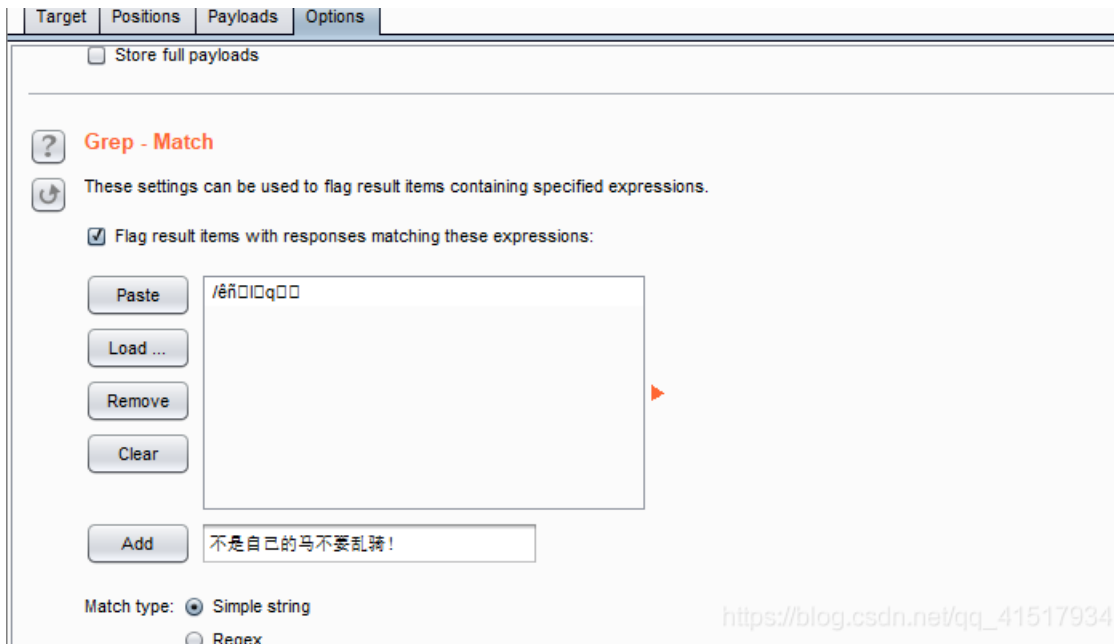 Target Positions Payloads Options
Store full payloads
? Grep - Match
These settings can be used to flag result items containing specified expressions.
Flag result items with responses matching these expressions:
Paste /êñ□l□q□□
Load ...
Remove
Clear
Add 不是自己的马不要乱骑!
Match type: Simple string
Regex
https://blog.csdn.net/qq_41517934